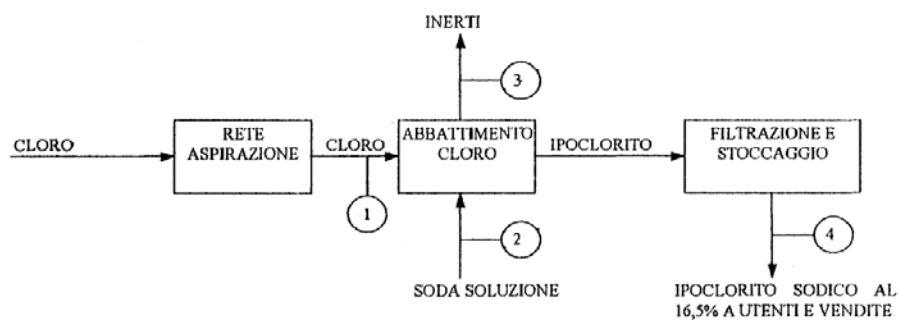 INERTI
3
CLORO
RETE
ASPIRAZIONE
CLORO
ABBATTIMENTO
CLORO
IPOCLORITO
FILTRAZIONE E
STOCCAGGIO
1
2
4
SODA SOLUZIONE
IPOCLORITO SODICO AL
16,5% A UTENTI E VENDITE